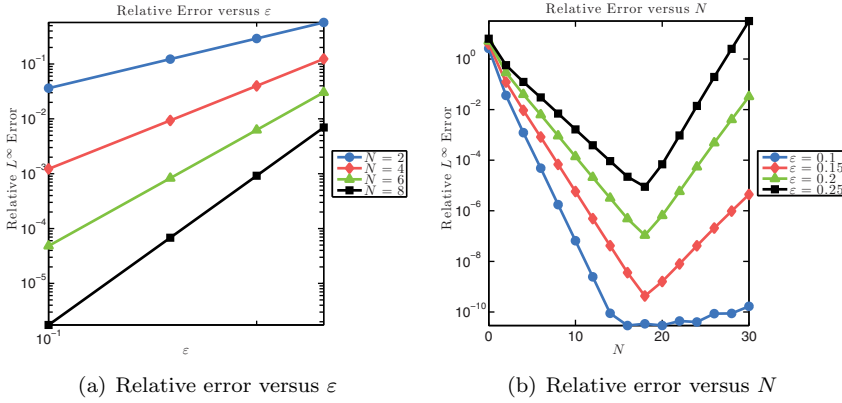 Relative Error versus ε
Relative L^∞ Error
10^{-1}
10^{-2}
10^{-3}
10^{-4}
10^{-5}
10^{-1}
ε
N = 2
N = 4
N = 6
N = 8
(a) Relative error versus ε
Relative Error versus N
Relative L^∞ Error
10^0
10^{-2}
10^{-4}
10^{-6}
10^{-8}
10^{-10}
0 10 20 30
N
ε = 0.1
ε = 0.15
ε = 0.2
ε = 0.25
(b) Relative error versus N